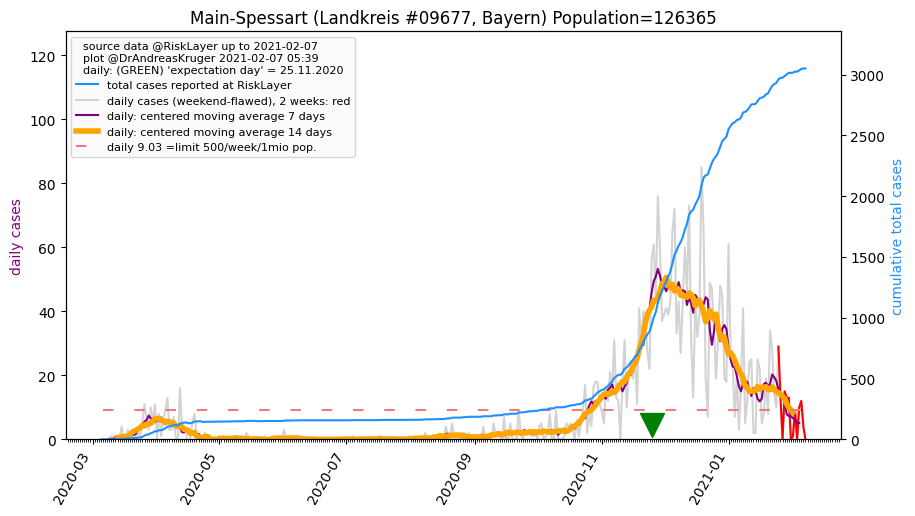 Main-Spessart (Landkreis #09677, Bayern) Population=126365
source data @RiskLayer up to 2021-02-07
plot @DrAndreasKruger 2021-02-07 05:39
daily: (GREEN) 'expectation day' = 25.11.2020
total cases reported at RiskLayer
daily cases (weekend-flawed), 2 weeks: red
daily: centered moving average 7 days
daily: centered moving average 14 days
daily 9.03 =limit 500/week/1mio pop.
daily cases
120
100
80
60
40
20
0
cumulative total cases
3000
2500
2000
1500
1000
500
0
2020-03
2020-05
2020-07
2020-09
2020-11
2021-01